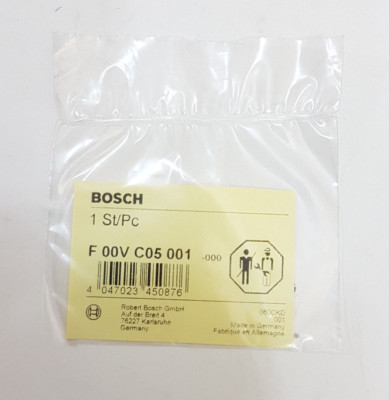 BOSCH
1 St/Pc
F 00V C05 001 -000
4 047023 450876
Robert Bosch GmbH
Auf der Breit 4
76227 Karlsruhe
Germany
001
Made in Germany
Fabriqué en Allemagne